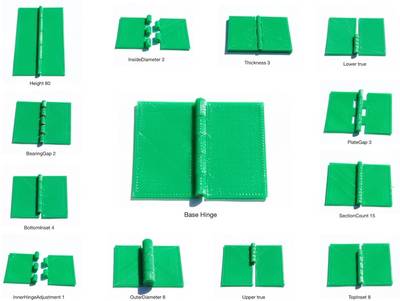 Height 80
InsideDiameter 2
Thickness 3
Lower true
BearingGap 2
PlateGap 3
Base Hinge
BottomInset 4
SectionCount 15
InnerHingeAdjustment 1
OuterDiameter 8
Upper true
TopInset 8